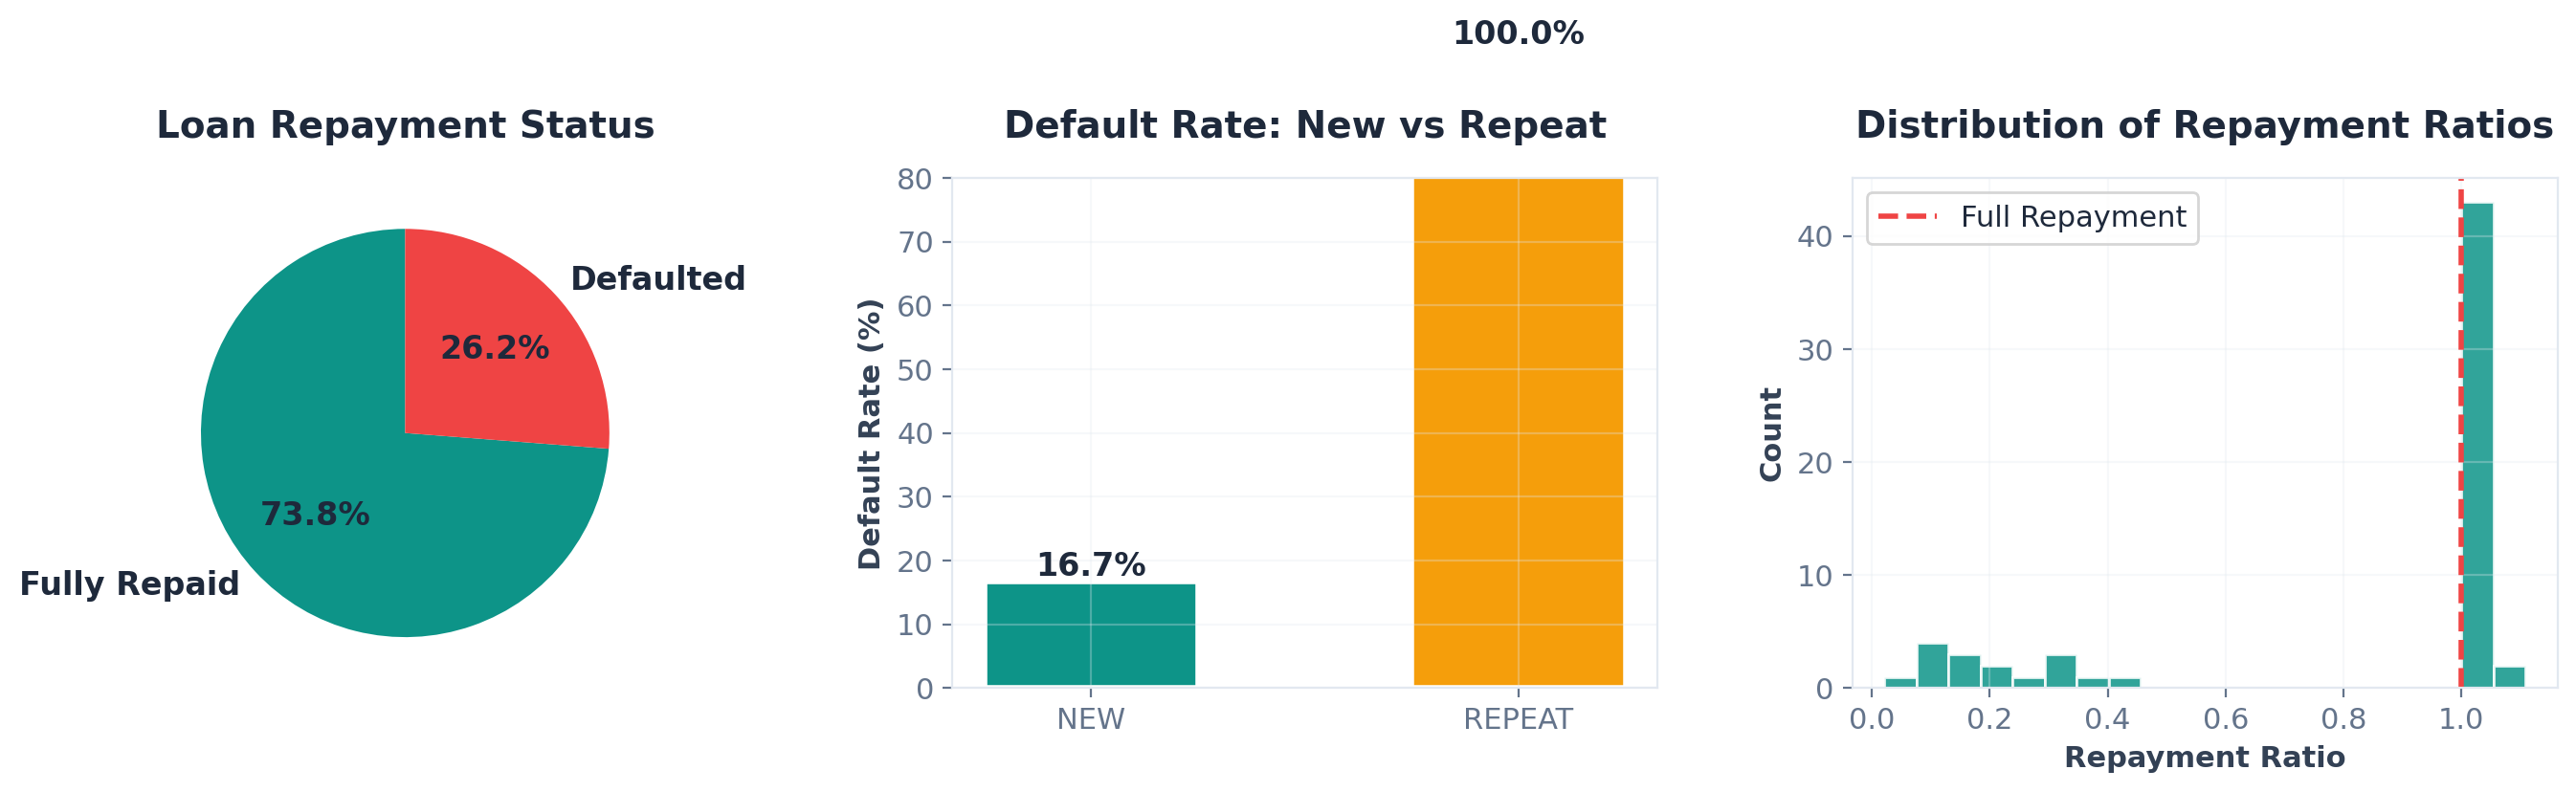 Loan Repayment Status
Defaulted
26.2%
73.8%
Fully Repaid
100.0%
Default Rate: New vs Repeat
Default Rate (%)
80
70
60
50
40
30
20
10
0
16.7%
NEW
REPEAT
Distribution of Repayment Ratios
Full Repayment
Count
40
30
20
10
0
0.0
0.2
0.4
0.6
0.8
1.0
Repayment Ratio